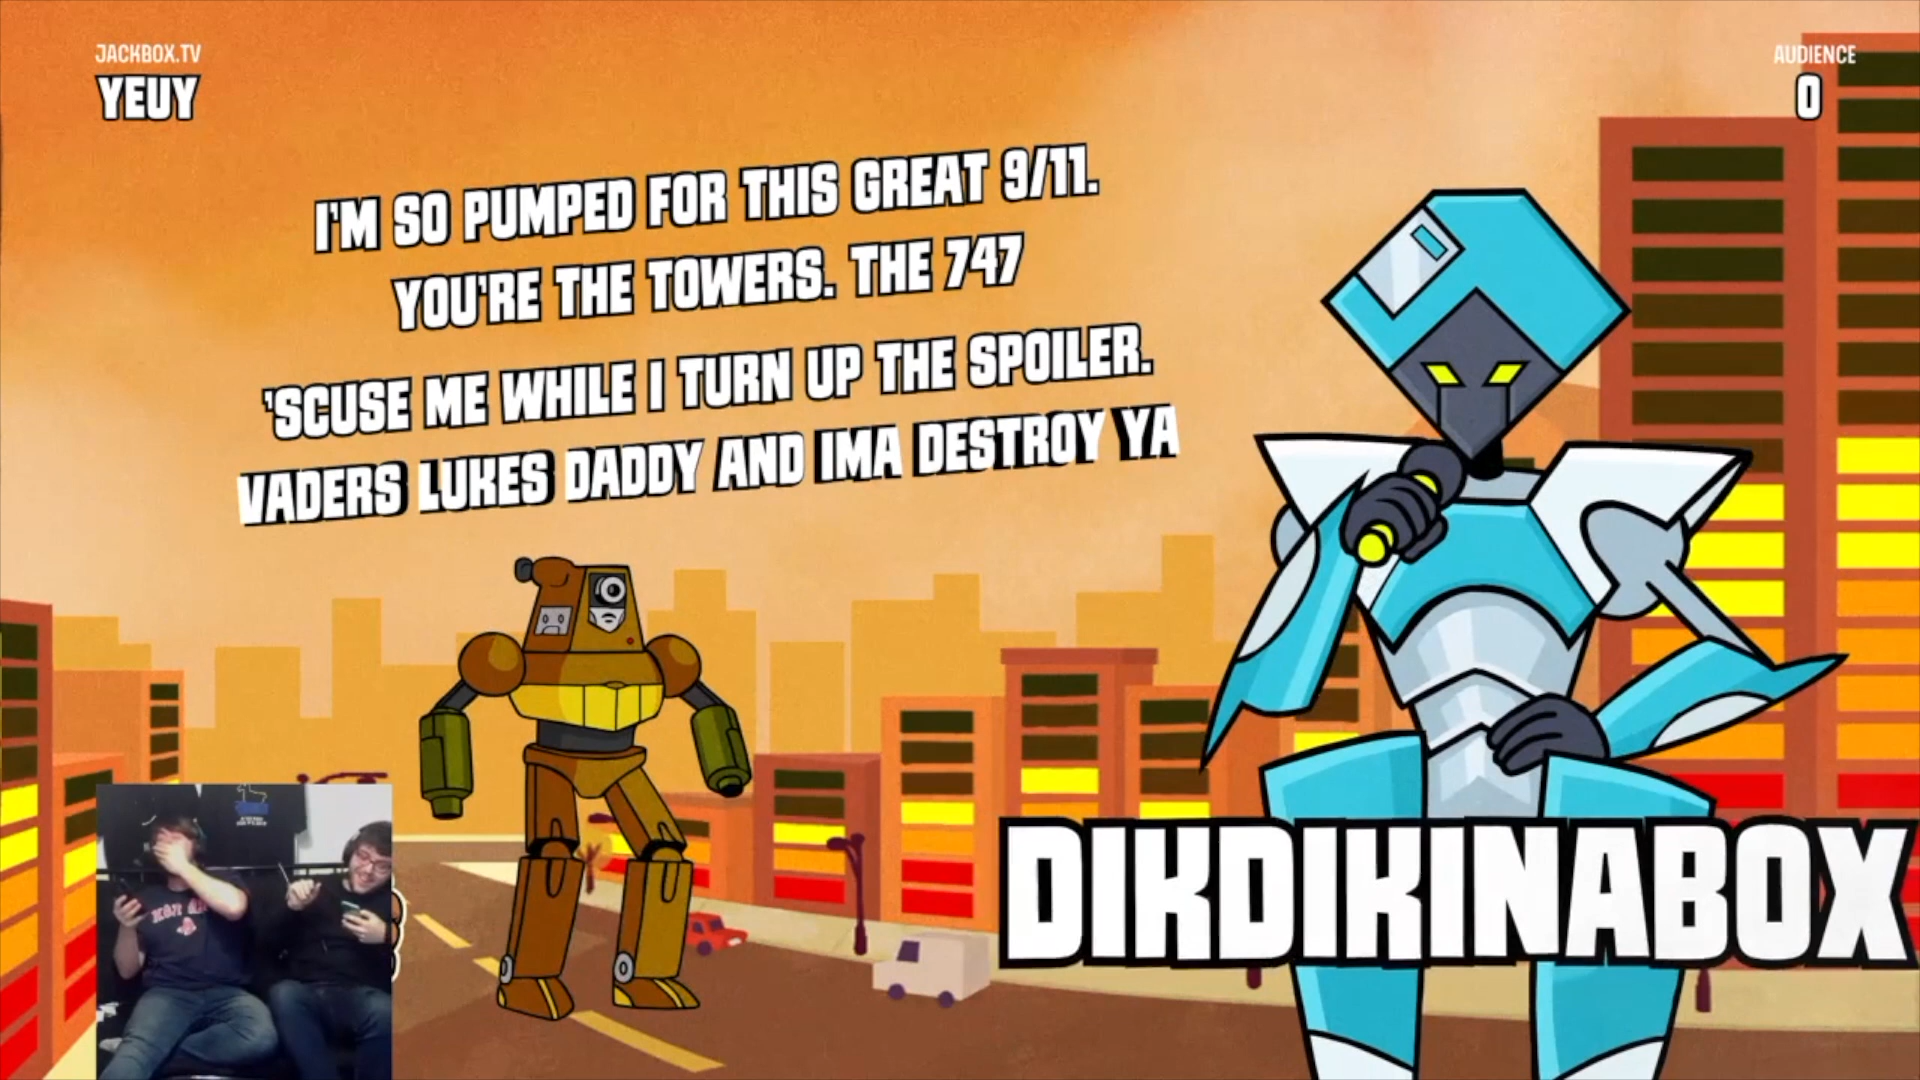 JACKBOX.TV
YEUY
AUDIENCE
0
I'M SO PUMPED FOR THIS GREAT 9/11.
YOU'RE THE TOWERS. THE 747
'SCUSE ME WHILE I TURN UP THE SPOILER.
VADERS LUKES DADDY AND IMA DESTROY YA
DIKDIKINABOX